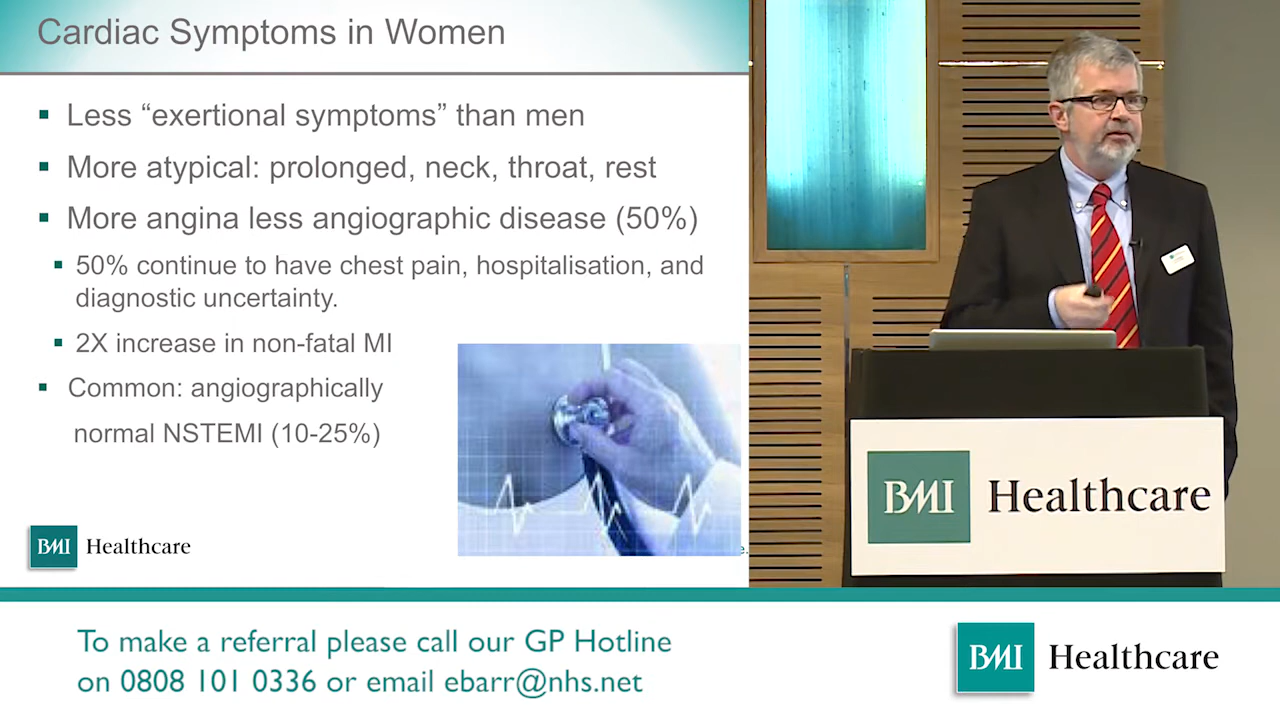 Cardiac Symptoms in Women
▪ Less “exertional symptoms” than men
▪ More atypical: prolonged, neck, throat, rest
▪ More angina less angiographic disease (50%)
▪ 50% continue to have chest pain, hospitalisation, and
diagnostic uncertainty.
▪ 2X increase in non-fatal MI
▪ Common: angiographically
normal NSTEMI (10-25%)
BMI Healthcare
BMI Healthcare
To make a referral please call our GP Hotline
on 0808 101 0336 or email ebarr@nhs.net
BMI Healthcare